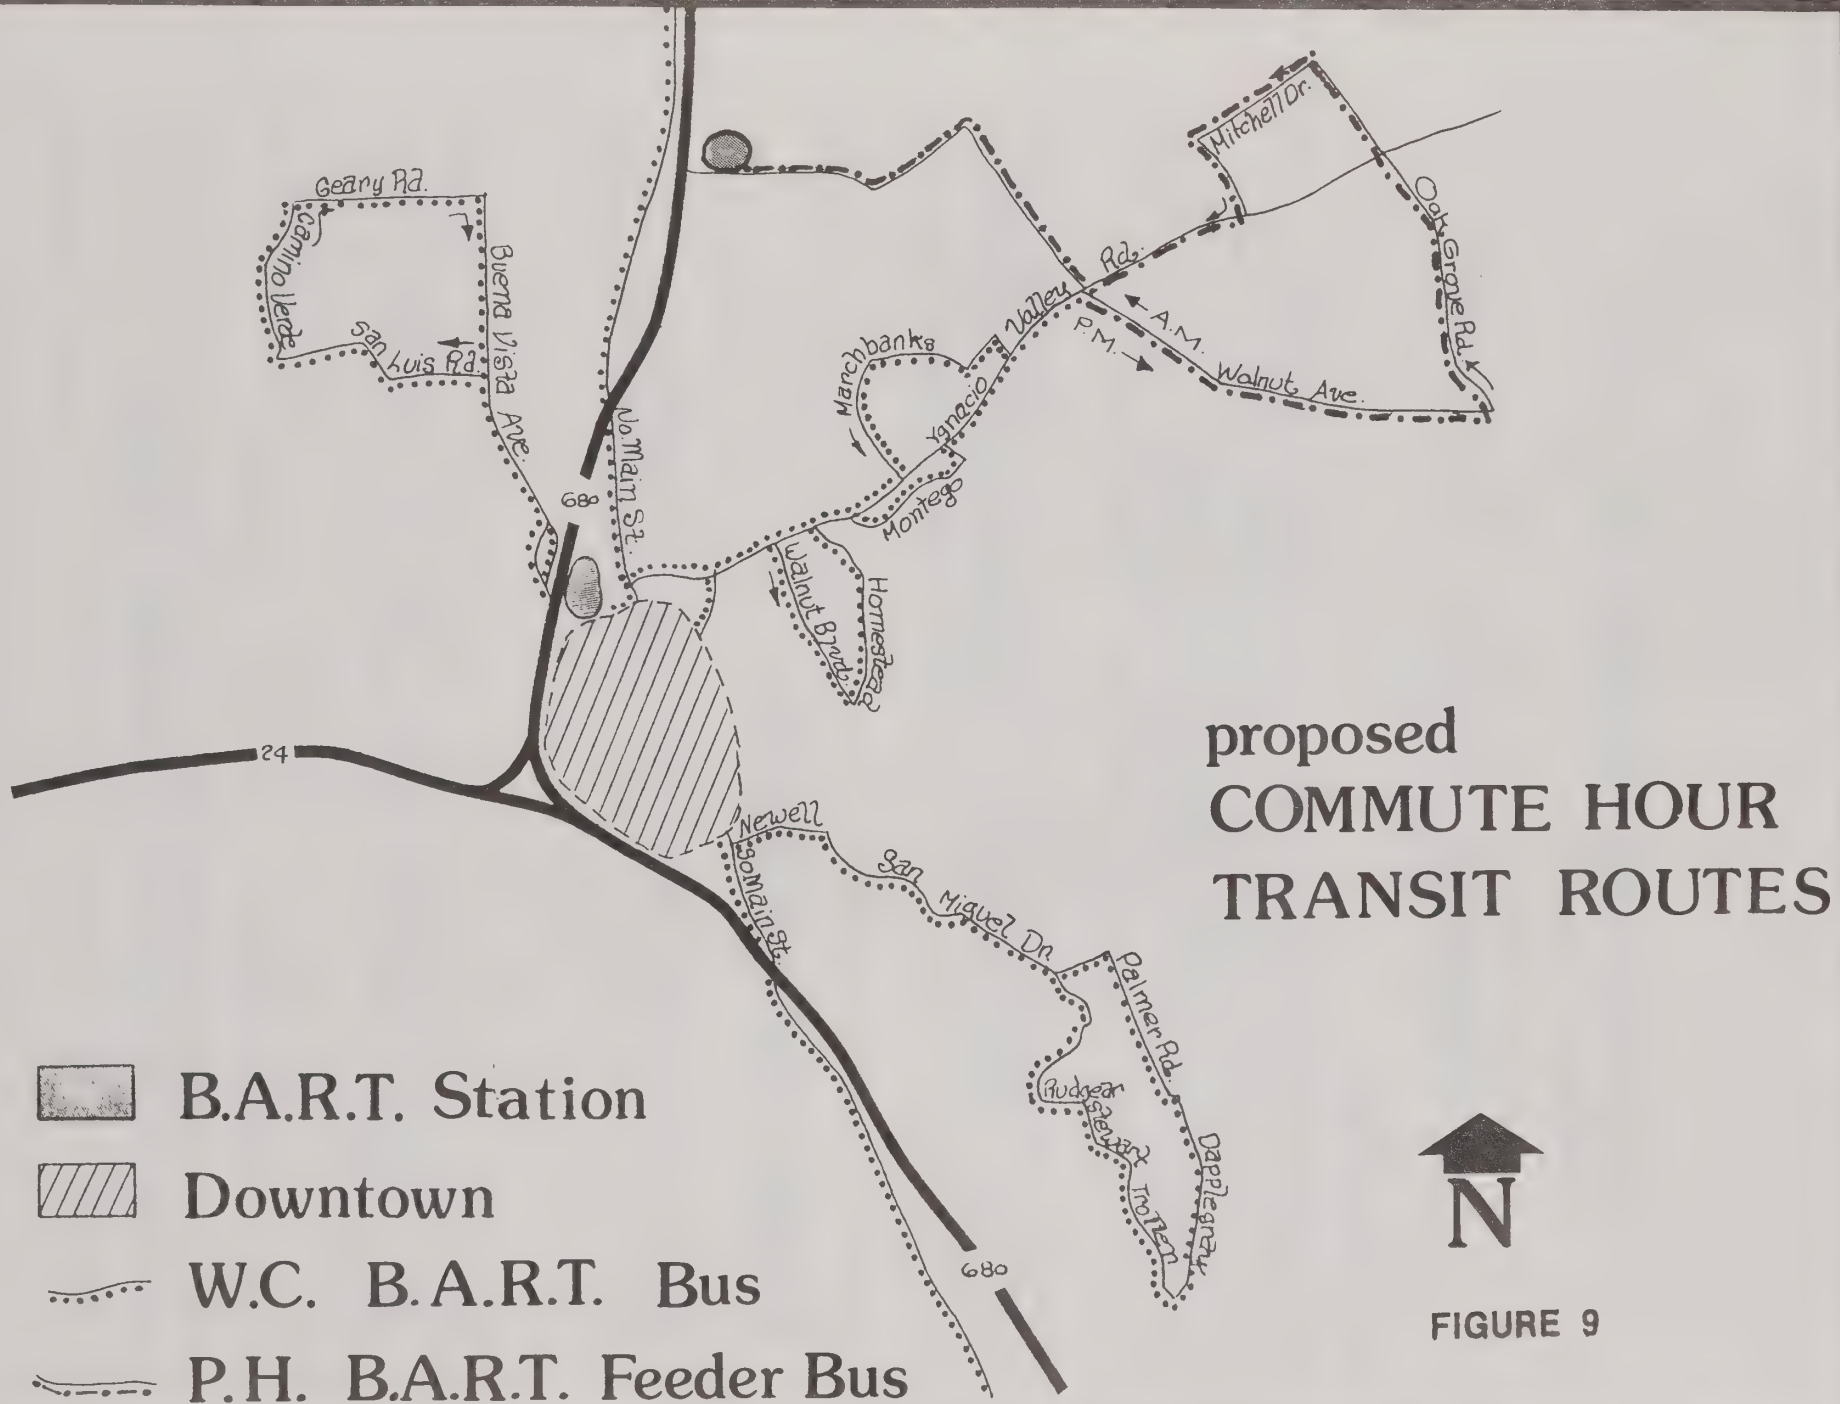 Geary Rd.
Camino Verde
San
Luis Rd.
Buena Vista Ave.
No. Main St.
680
Mitchell Dr.
Oak Grove Rd.
Rd.
Valley
Ygnacio
A.M.
P.M.
Walnut Ave.
Marchbanks
Montego
Walnut Blvd.
Homestead
24
Newell
So Main St.
San
Miguel Dr.
Palmer Rd.
Rudgear
Stewart
Trotter
Dapplegray
680
proposed
COMMUTE HOUR
TRANSIT ROUTES
B.A.R.T. Station
Downtown
W.C. B.A.R.T. Bus
P.H. B.A.R.T. Feeder Bus
N
FIGURE 9